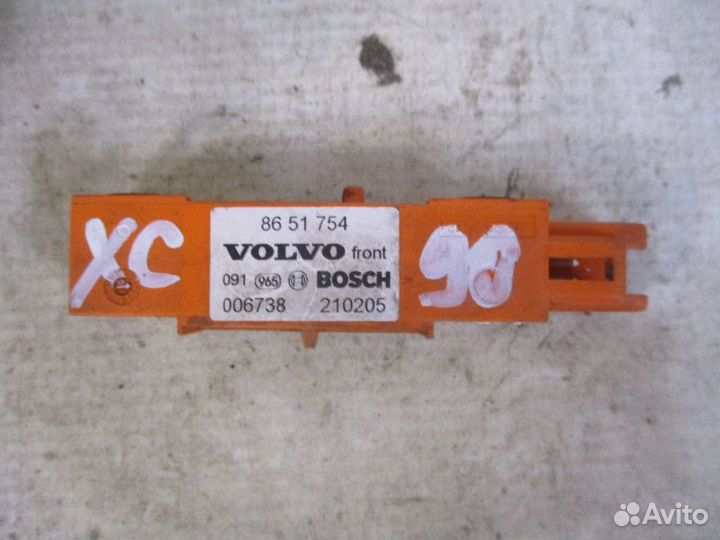 XC
86 51 754
VOLVO front
091 965 BOSCH
006738 210205
90
Avito